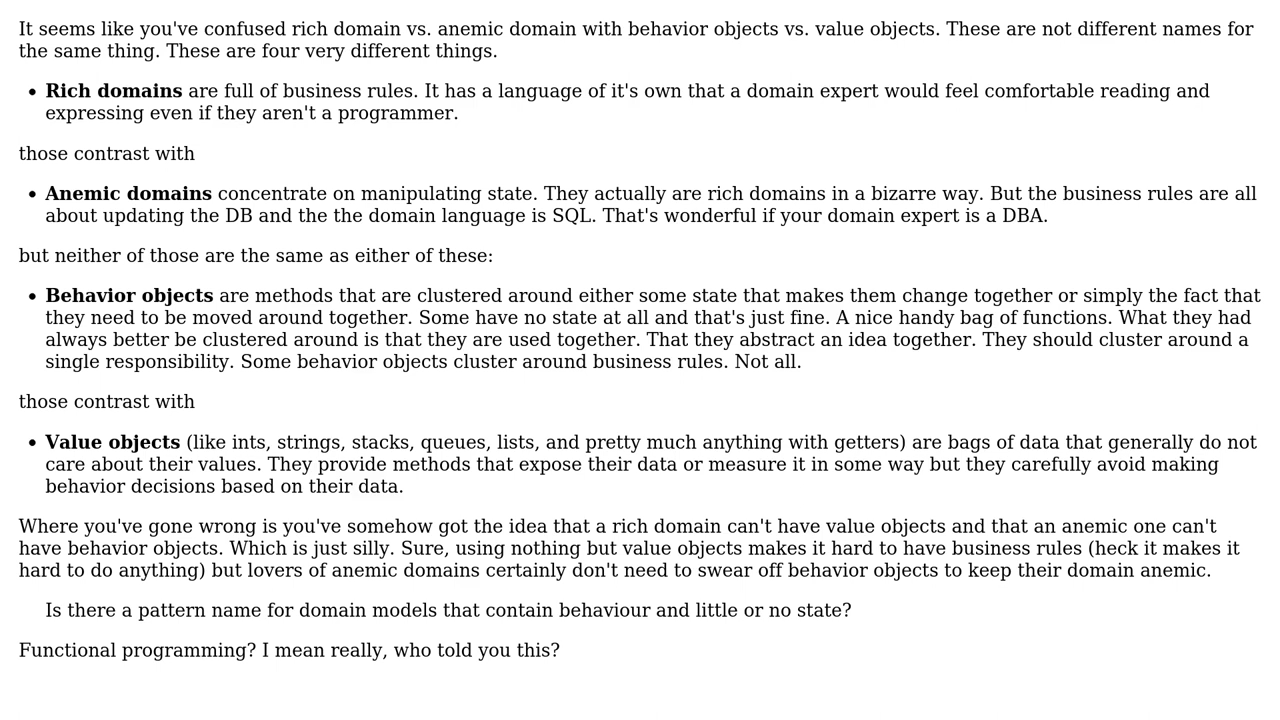 It seems like you've confused rich domain vs. anemic domain with behavior objects vs. value objects. These are not different names for
the same thing. These are four very different things.
• Rich domains are full of business rules. It has a language of it's own that a domain expert would feel comfortable reading and
expressing even if they aren't a programmer.
those contrast with
• Anemic domains concentrate on manipulating state. They actually are rich domains in a bizarre way. But the business rules are all
about updating the DB and the the domain language is SQL. That's wonderful if your domain expert is a DBA.
but neither of those are the same as either of these:
• Behavior objects are methods that are clustered around either some state that makes them change together or simply the fact that
they need to be moved around together. Some have no state at all and that's just fine. A nice handy bag of functions. What they had
always better be clustered around is that they are used together. That they abstract an idea together. They should cluster around a
single responsibility. Some behavior objects cluster around business rules. Not all.
those contrast with
• Value objects (like ints, strings, stacks, queues, lists, and pretty much anything with getters) are bags of data that generally do not
care about their values. They provide methods that expose their data or measure it in some way but they carefully avoid making
behavior decisions based on their data.
Where you've gone wrong is you've somehow got the idea that a rich domain can't have value objects and that an anemic one can't
have behavior objects. Which is just silly. Sure, using nothing but value objects makes it hard to have business rules (heck it makes it
hard to do anything) but lovers of anemic domains certainly don't need to swear off behavior objects to keep their domain anemic.
Is there a pattern name for domain models that contain behaviour and little or no state?
Functional programming? I mean really, who told you this?